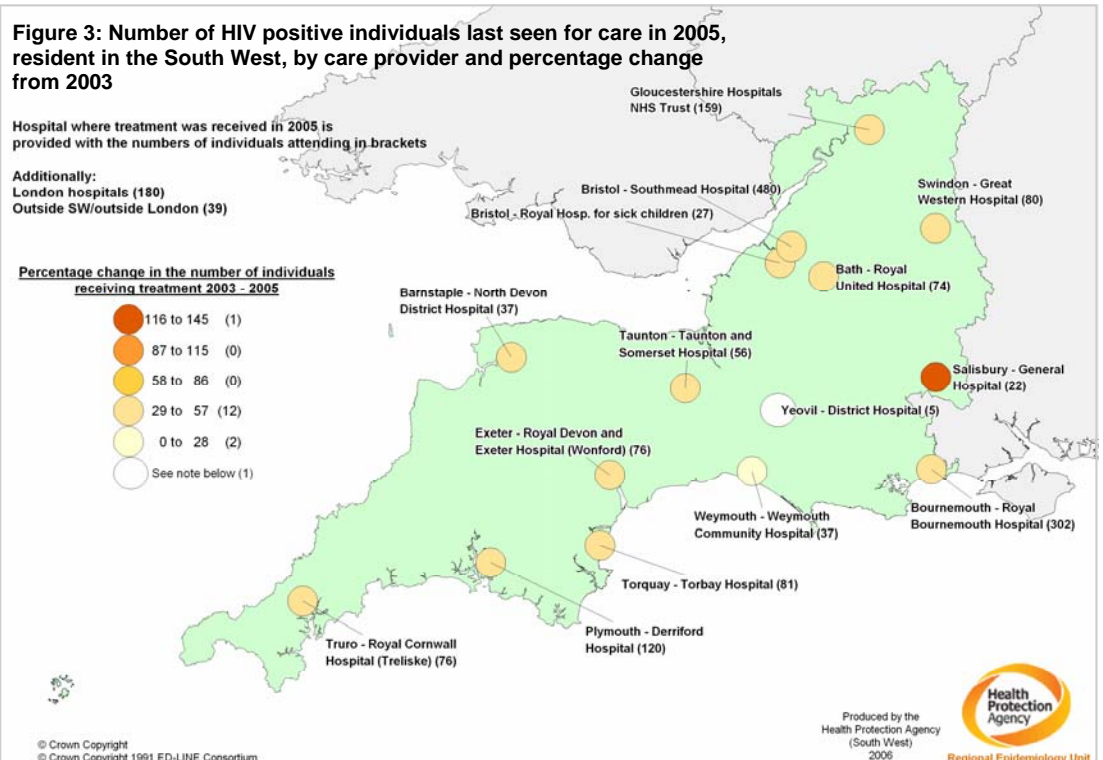 Figure 3: Number of HIV positive individuals last seen for care in 2005,
resident in the South West, by care provider and percentage change
from 2003
Hospital where treatment was received in 2005 is
provided with the numbers of individuals attending in brackets
Additionally:
London hospitals (180)
Outside SW/outside London (39)
Gloucestershire Hospitals
NHS Trust (159)
Bristol - Southmead Hospital (480)
Bristol - Royal Hosp. for sick children (27)
Swindon - Great
Western Hospital (80)
Bath - Royal
United Hospital (74)
Percentage change in the number of individuals
receiving treatment 2003 - 2005
116 to 145 (1)
87 to 115 (0)
58 to 86 (0)
29 to 57 (12)
0 to 28 (2)
See note below (1)
Barnstaple - North Devon
District Hospital (37)
Taunton - Taunton and
Somerset Hospital (56)
Salisbury - General
Hospital (22)
Yeovil - District Hospital (5)
Exeter - Royal Devon and
Exeter Hospital (Wonford) (76)
Weymouth - Weymouth
Community Hospital (37)
Bournemouth - Royal
Bournemouth Hospital (302)
Torquay - Torbay Hospital (81)
Plymouth - Derriford
Hospital (120)
Truro - Royal Cornwall
Hospital (Treliske) (76)
Produced by the
Health Protection Agency
(South West)
2006
Health
Protection
Agency
Regional Epidemiology Unit
© Crown Copyright
© Crown Copyright 1991 ED-LINE Consortium